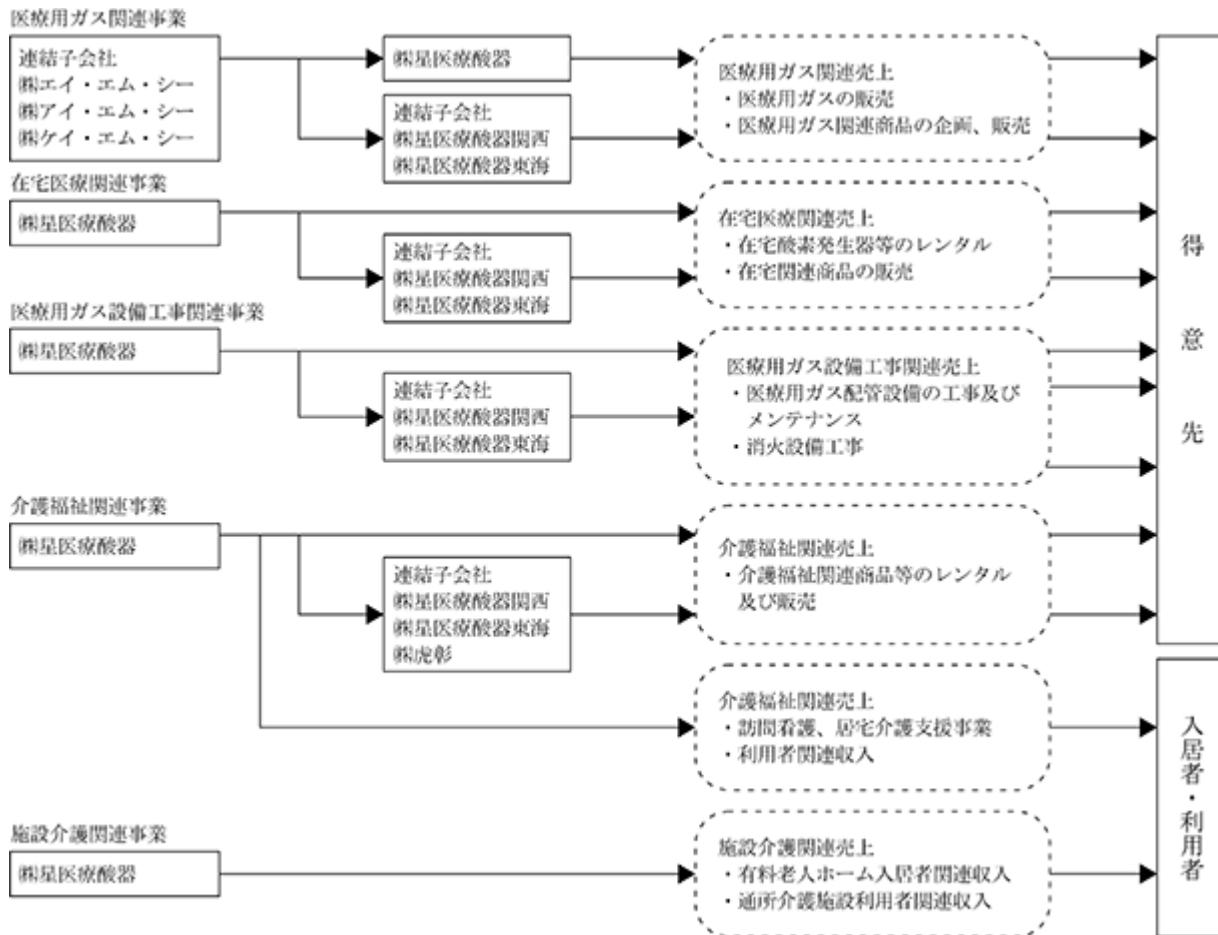 医療用ガス関連事業
連結子会社
㈱エイ・エム・シー
㈱アイ・エム・シー
㈱ケイ・エム・シー
㈱星医療酸器
連結子会社
㈱星医療酸器関西
㈱星医療酸器東海
医療用ガス関連売上
・医療用ガスの販売
・医療用ガス関連商品の企画、販売
在宅医療関連事業
㈱星医療酸器
連結子会社
㈱星医療酸器関西
㈱星医療酸器東海
在宅医療関連売上
・在宅酸素発生器等のレンタル
・在宅関連商品の販売
医療用ガス設備工事関連事業
㈱星医療酸器
連結子会社
㈱星医療酸器関西
㈱星医療酸器東海
医療用ガス設備工事関連売上
・医療用ガス配管設備の工事及び
メンテナンス
・消火設備工事
介護福祉関連事業
㈱星医療酸器
連結子会社
㈱星医療酸器関西
㈱星医療酸器東海
㈱虎彰
介護福祉関連売上
・介護福祉関連商品等のレンタル
及び販売
介護福祉関連売上
・訪問看護、居宅介護支援事業
・利用者関連収入
施設介護関連事業
㈱星医療酸器
施設介護関連売上
・有料老人ホーム入居者関連収入
・通所介護施設利用者関連収入
得意先
入居者・利用者